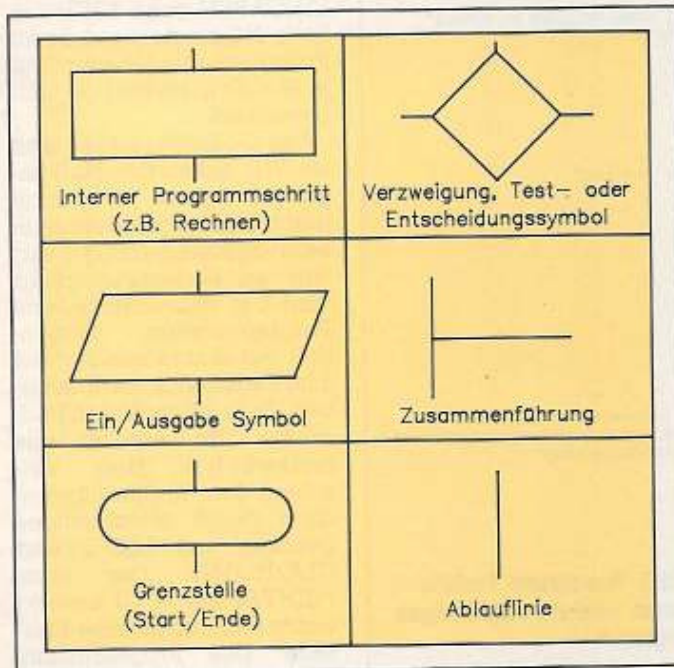 Interner Programmschritt
(z.B. Rechnen)
Verzweigung, Test- oder
Entscheidungssymbol
Ein/Ausgabe Symbol
Zusammenführung
Grenzstelle
(Start/Ende)
Ablauflinie